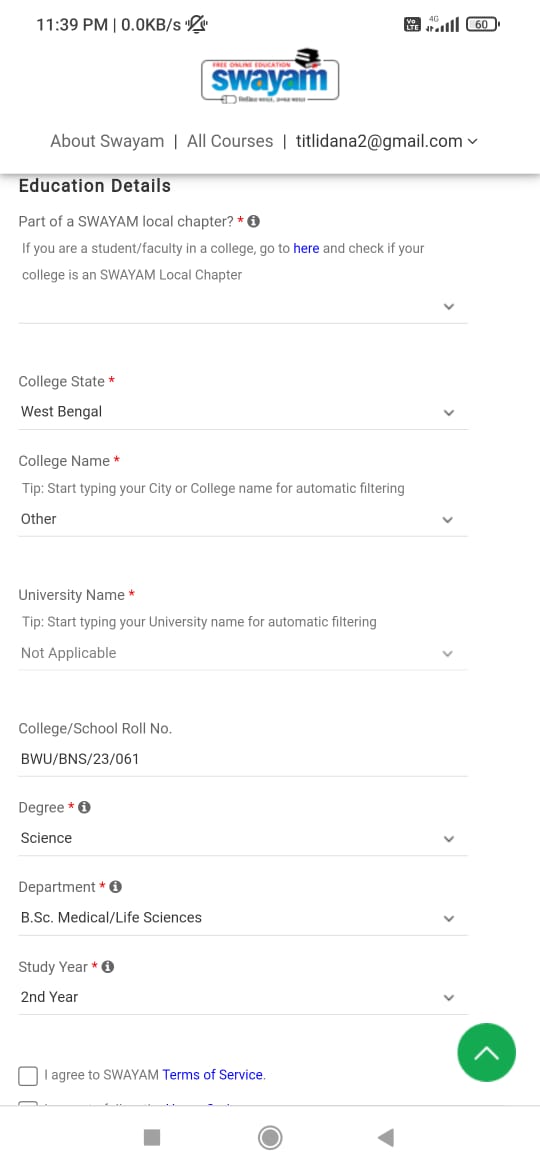 11:39 PM | 0.0KB/s
Vo LTE 4G 60
FREE ONLINE EDUCATION
swayam
About Swayam | All Courses | titlidana2@gmail.com
Education Details
Part of a SWAYAM local chapter? *
If you are a student/faculty in a college, go to here and check if your
college is an SWAYAM Local Chapter
College State *
West Bengal
College Name *
Tip: Start typing your City or College name for automatic filtering
Other
University Name *
Tip: Start typing your University name for automatic filtering
Not Applicable
College/School Roll No.
BWU/BNS/23/061
Degree *
Science
Department *
B.Sc. Medical/Life Sciences
Study Year *
2nd Year
I agree to SWAYAM Terms of Service.